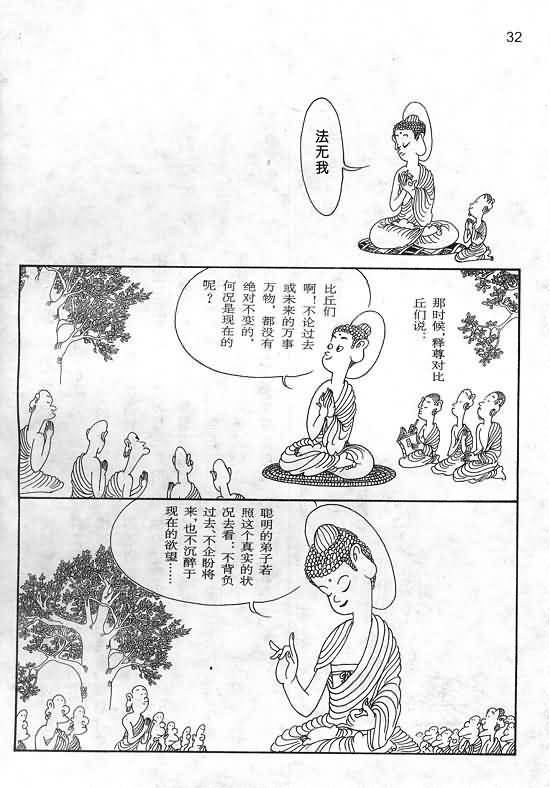 32
法无我
那时候，释尊对比
丘们说：
比丘们
啊！不论过去
或未来的万事
万物，都没有
绝对不变的，
何况是现在的
呢？
聪明的弟子若
照这个真实的状
况去看：不背负
过去、不企盼将
来，也不沉醉于
现在的欲望……